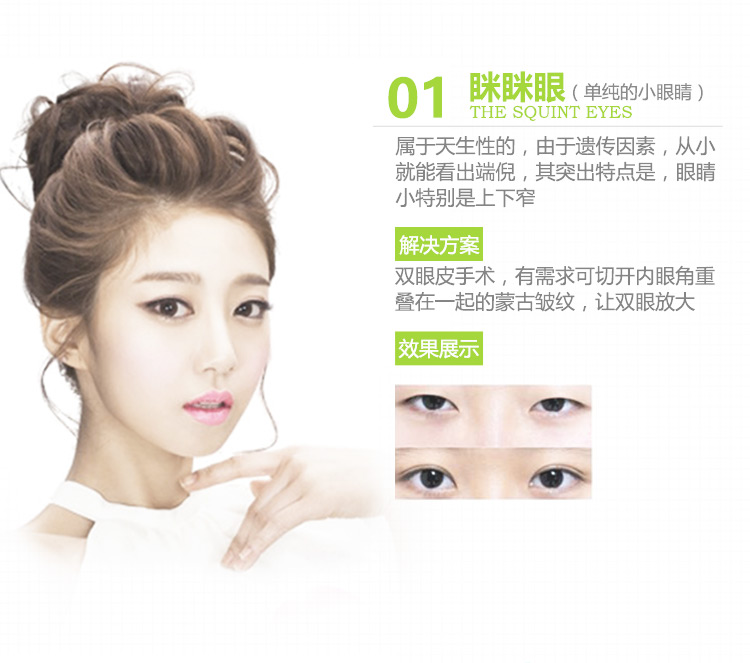 01 眯眯眼（单纯的小眼睛）
THE SQUINT EYES
属于天生性的，由于遗传因素，从小
就能看出端倪，其突出特点是，眼睛
小特别是上下窄
解决方案
双眼皮手术，有需求可切开内眼角重
叠在一起的蒙古皱纹，让双眼放大
效果展示